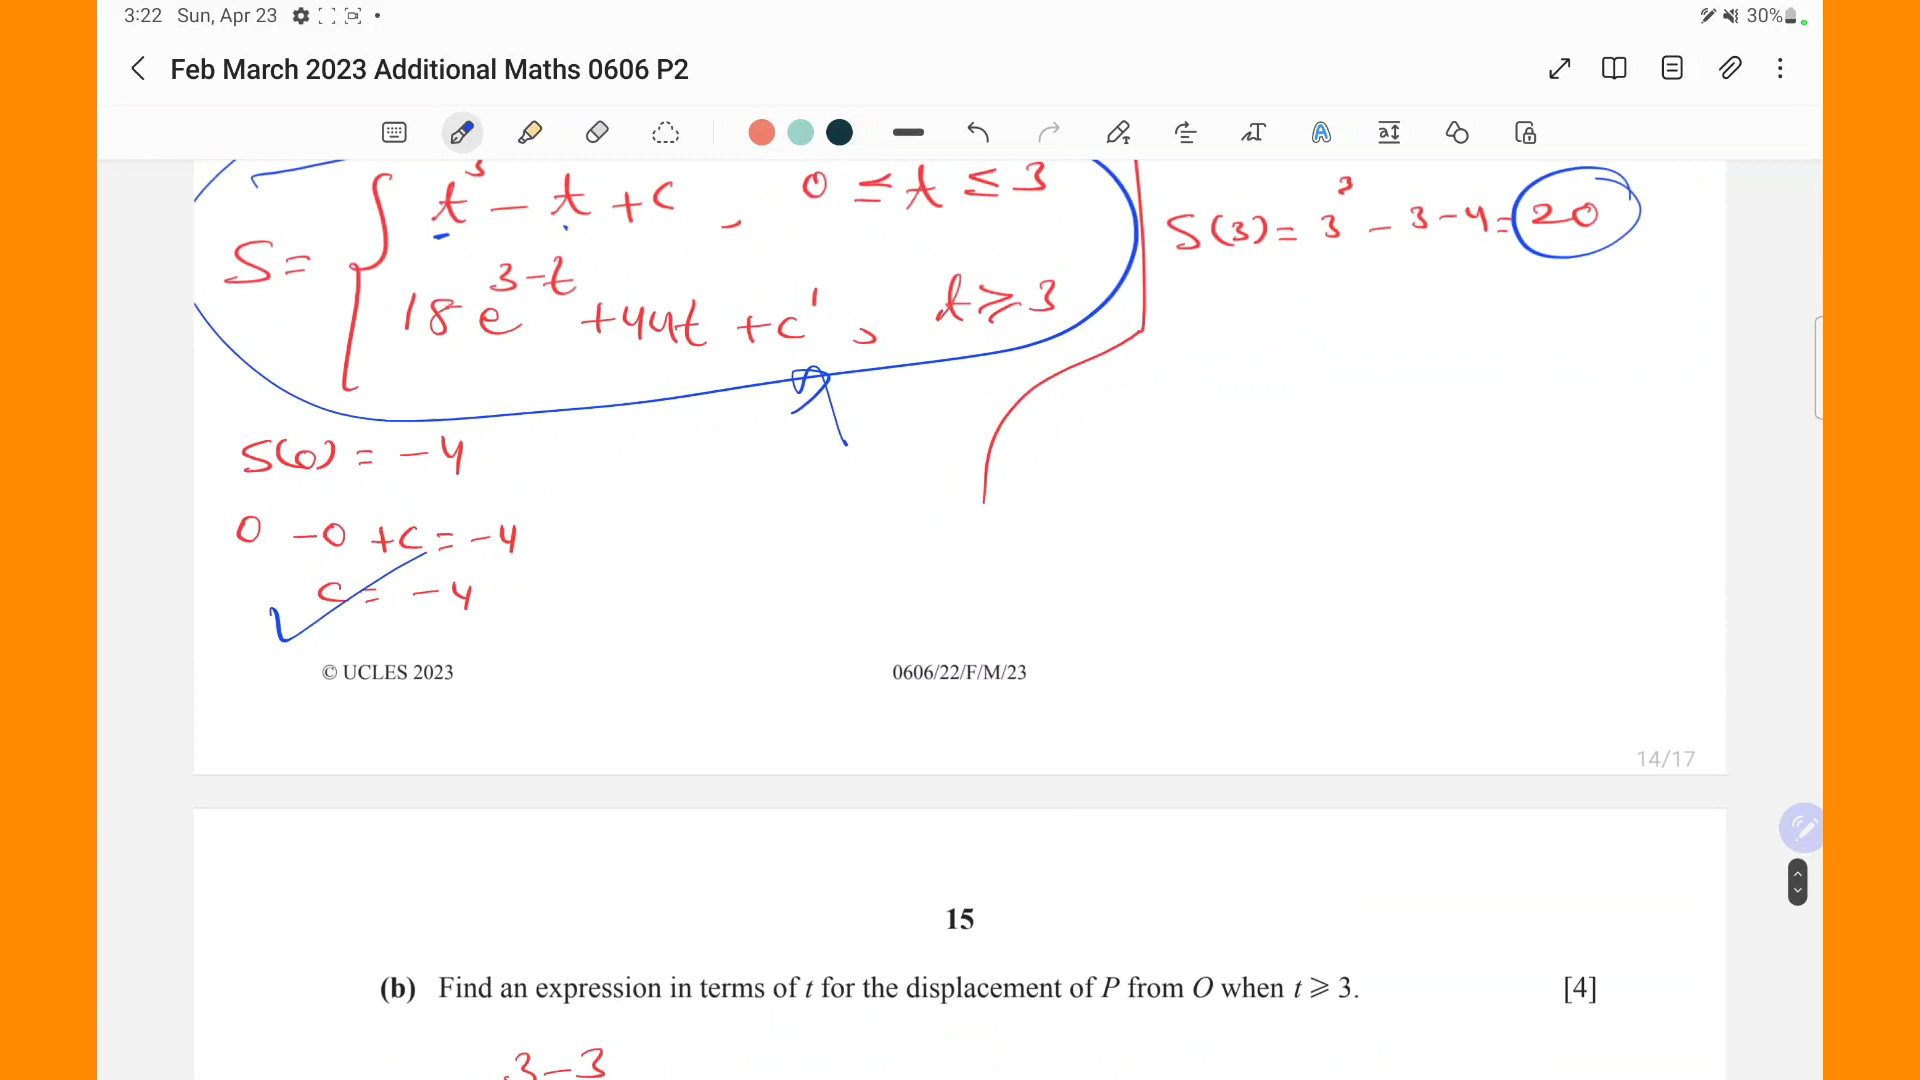 3:22 Sun, Apr 23
30%
Feb March 2023 Additional Maths 0606 P2
S =
t³ - t + c , 0 ≤ t ≤ 3
18e^(3-t) + 44t + c' , t ≥ 3
S(3) = 3³ - 3 - 4 = 20
S(0) = -4
0 - 0 + c = -4
c = -4
© UCLES 2023
0606/22/F/M/23
14/17
15
(b) Find an expression in terms of t for the displacement of P from O when t ⩾ 3. [4]
3-3